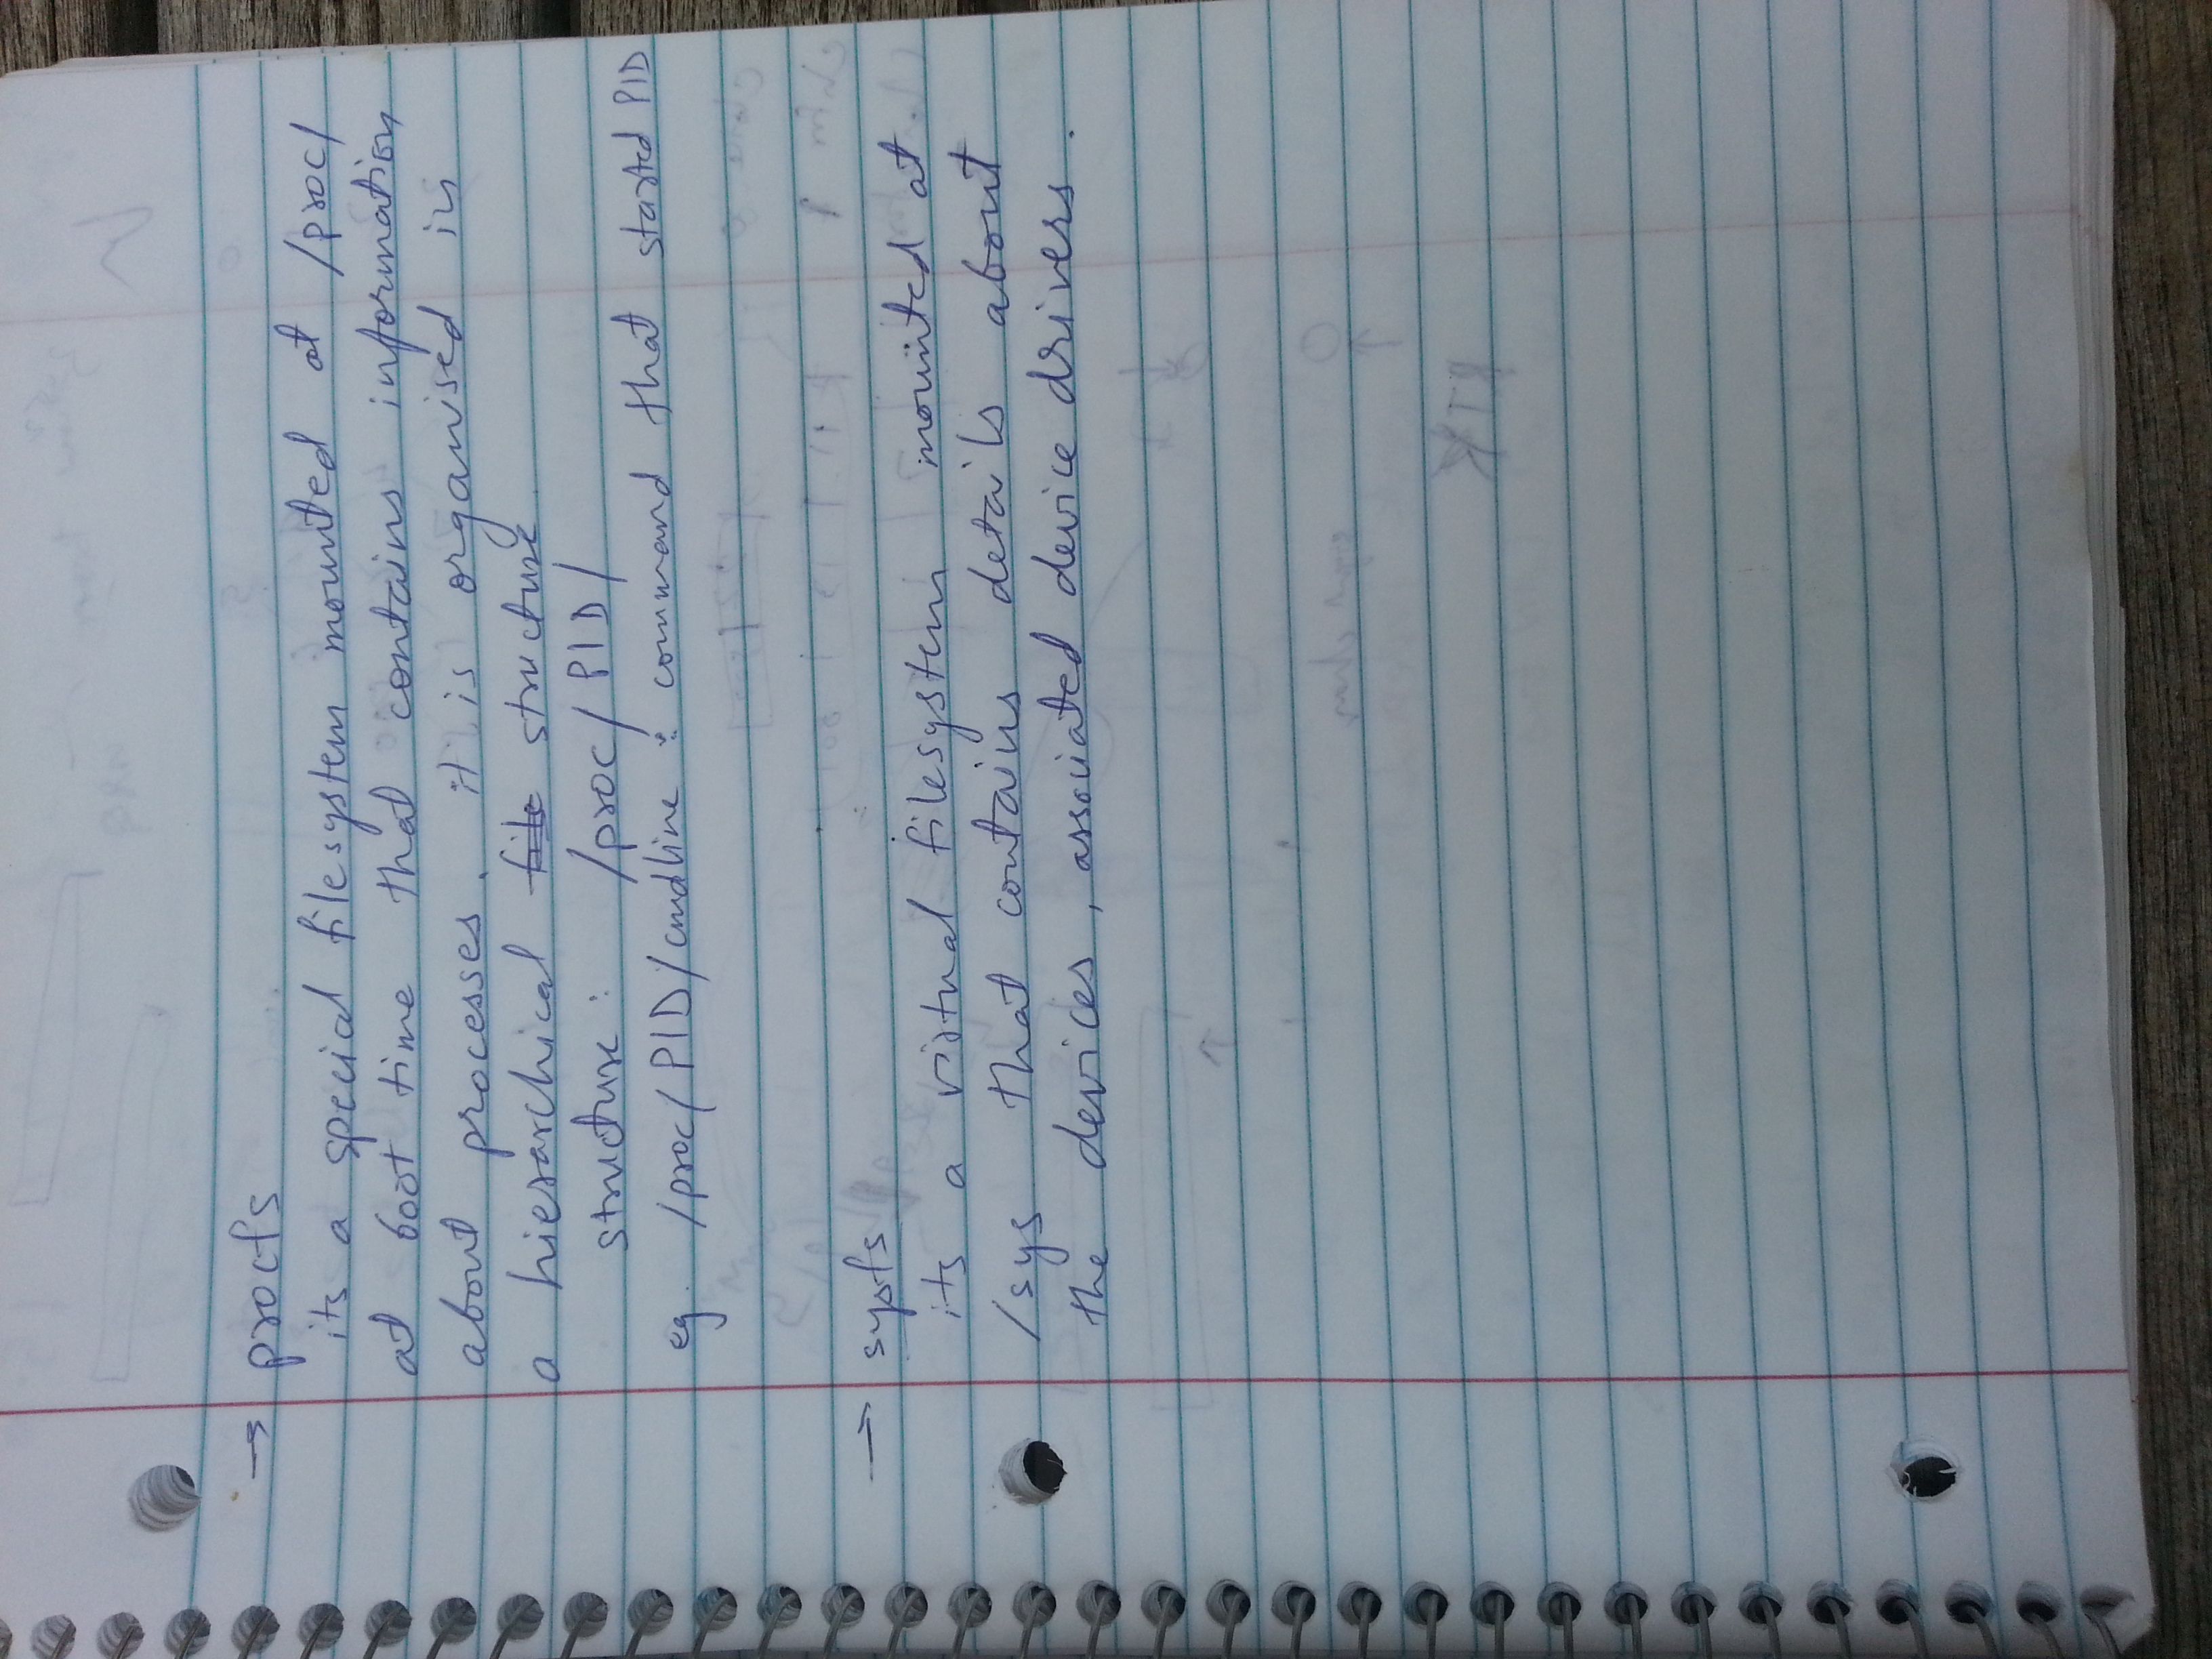 → procfs
its a special filesystem mounted at /proc/
at boot time that contains information
about processes. it is organised in
a hierarchical file structure.
structure: /proc/PID/
eg. /proc/PID/cmdline : command that started PID
→ sysfs
its a virtual filesystem mounted at
/sys that contains details about
the devices, associated device drivers.